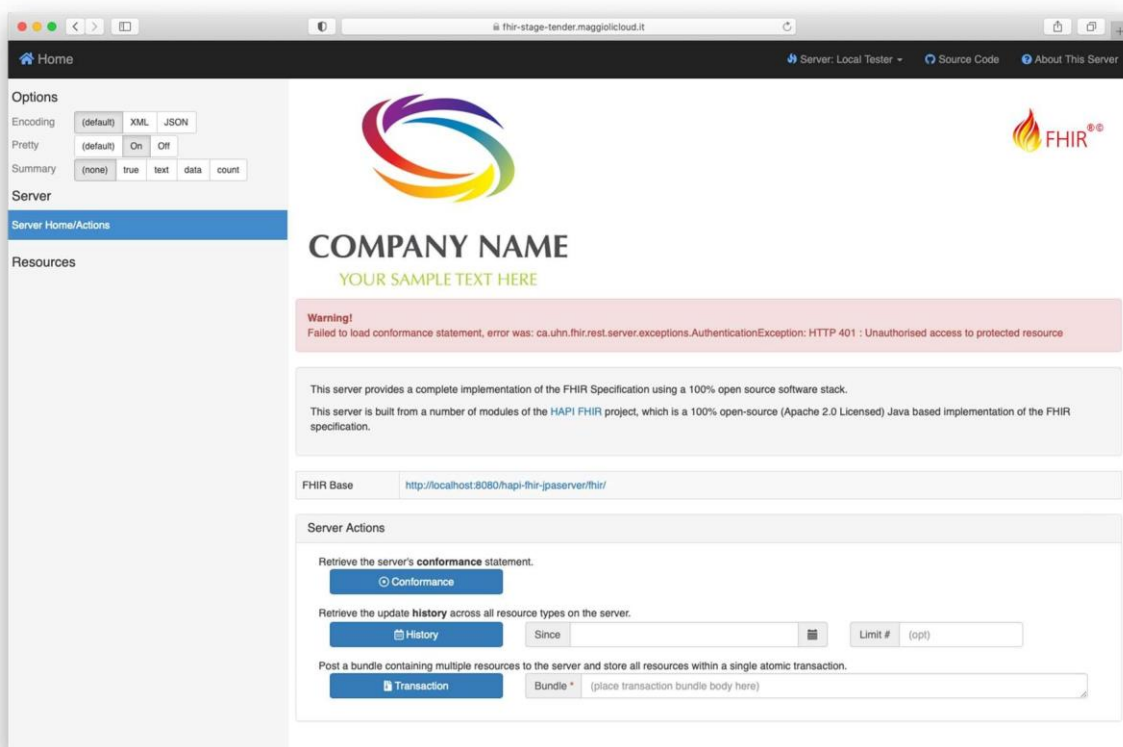 fhir-stage-tender.maggiolicloud.it
Home
Server: Local Tester
Source Code
About This Server
Options
Encoding (default) XML JSON
Pretty (default) On Off
Summary (none) true text data count
Server
Server Home/Actions
Resources
FHIR®©
COMPANY NAME
YOUR SAMPLE TEXT HERE
Warning!
Failed to load conformance statement, error was: ca.uhn.fhir.rest.server.exceptions.AuthenticationException: HTTP 401 : Unauthorised access to protected resource
This server provides a complete implementation of the FHIR Specification using a 100% open source software stack.
This server is built from a number of modules of the HAPI FHIR project, which is a 100% open-source (Apache 2.0 Licensed) Java based implementation of the FHIR
specification.
FHIR Base http://localhost:8080/hapi-fhir-jpaserver/fhir/
Server Actions
Retrieve the server's conformance statement.
Conformance
Retrieve the update history across all resource types on the server.
History Since Limit # (opt)
Post a bundle containing multiple resources to the server and store all resources within a single atomic transaction.
Transaction Bundle * (place transaction bundle body here)